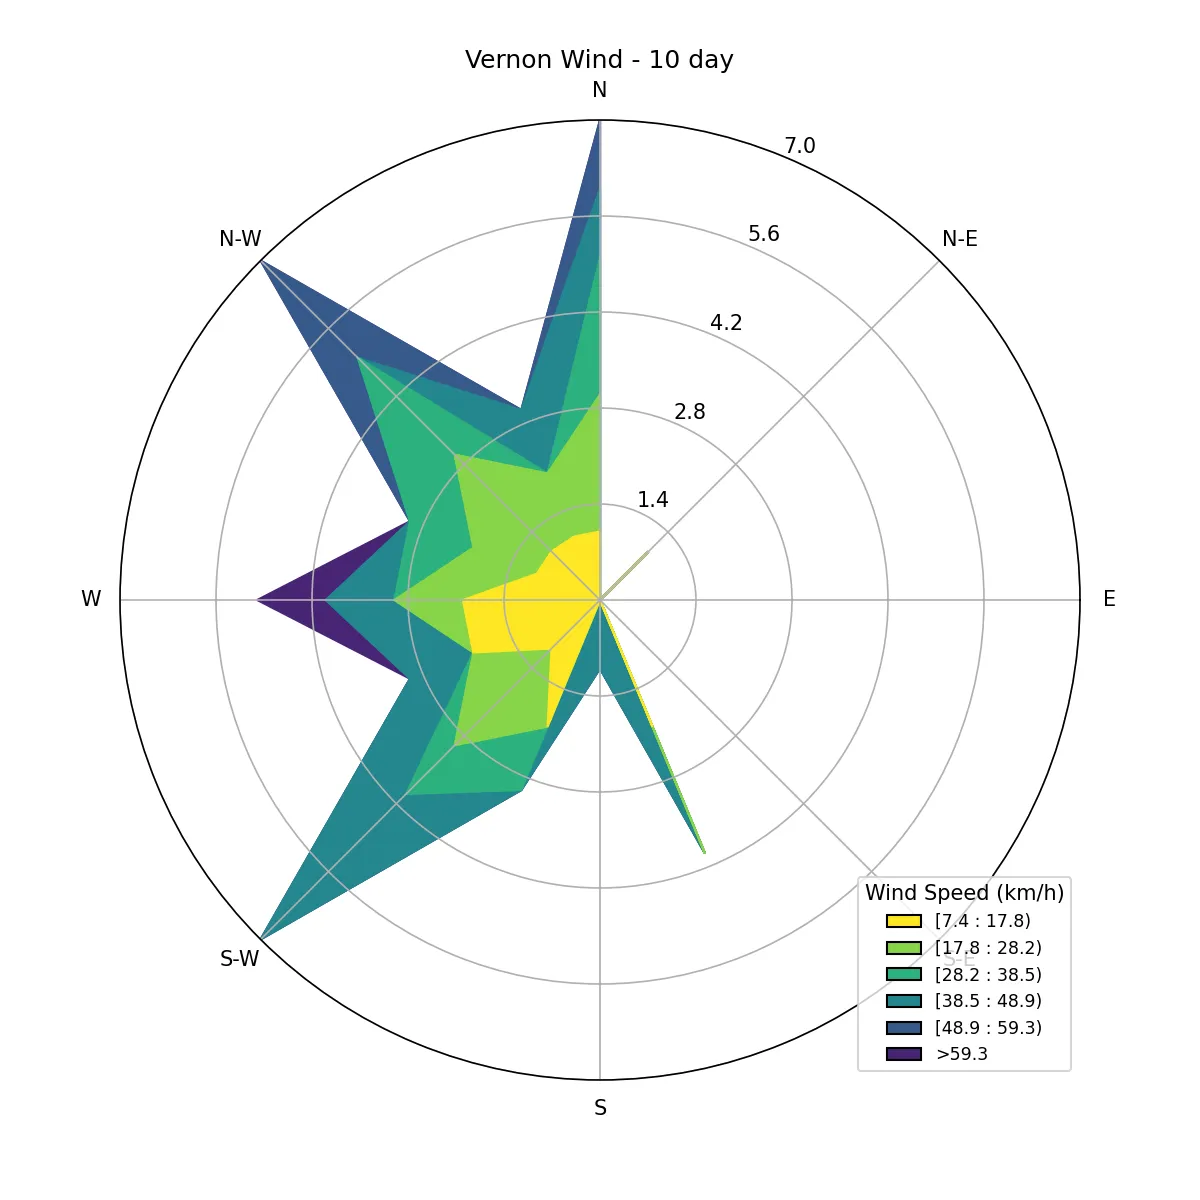 Vernon Wind - 10 day
N
7.0
N-W
N-E
5.6
4.2
2.8
1.4
W
E
Wind Speed (km/h)
[7.4 : 17.8)
[17.8 : 28.2)
S-W
S-E
[28.2 : 38.5)
[38.5 : 48.9)
[48.9 : 59.3)
>59.3
S